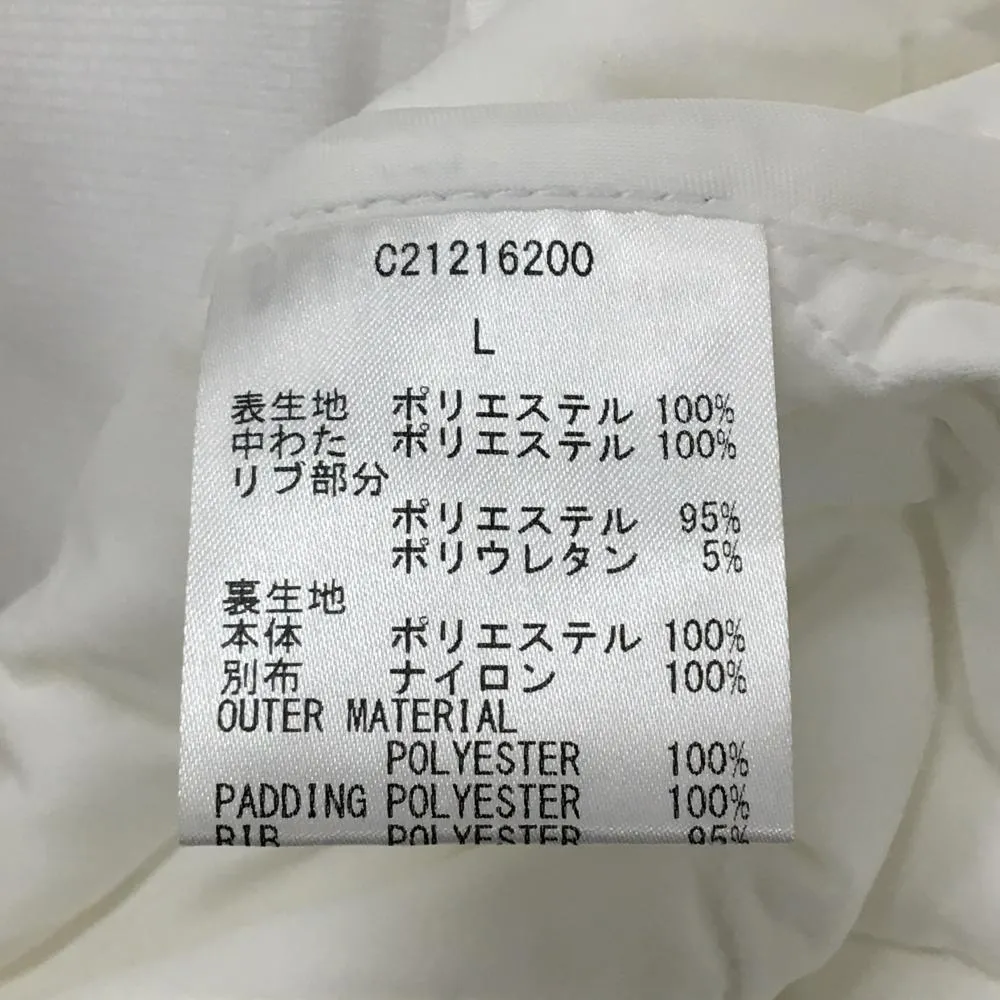 C21216200
L
表生地 ポリエステル 100%
中わた ポリエステル 100%
リブ部分
ポリエステル 95%
ポリウレタン 5%
裏生地
本体 ポリエステル 100%
別布 ナイロン 100%
OUTER MATERIAL
POLYESTER 100%
PADDING POLYESTER 100%
RIB POLYESTER 95%